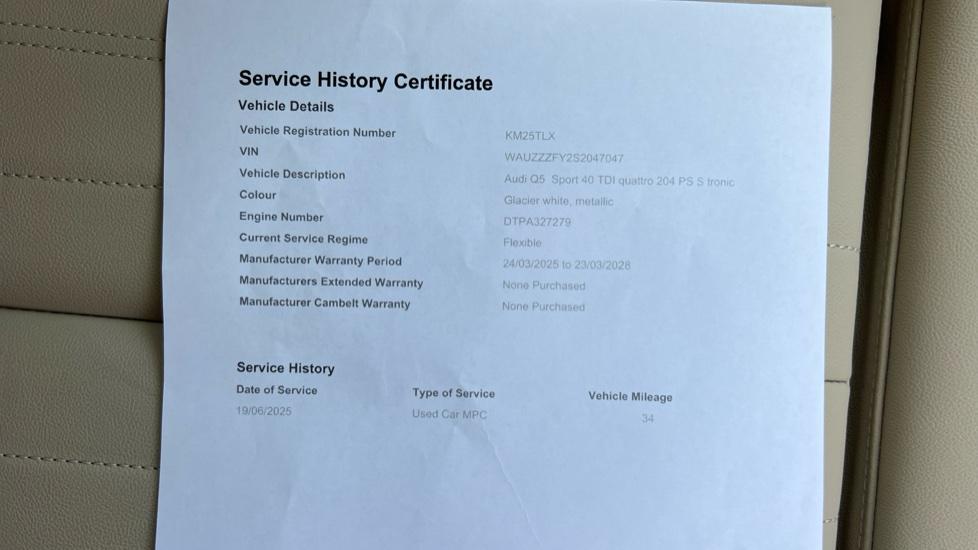 Service History Certificate
Vehicle Details
Vehicle Registration Number KM25TLX
VIN WAUZZZFY2S2047047
Vehicle Description Audi Q5 Sport 40 TDI quattro 204 PS S tronic
Colour Glacier white, metallic
Engine Number DTPA327279
Current Service Regime Flexible
Manufacturer Warranty Period 24/03/2025 to 23/03/2028
Manufacturers Extended Warranty None Purchased
Manufacturer Cambelt Warranty None Purchased
Service History
Date of Service Type of Service Vehicle Mileage
19/06/2025 Used Car MPC 34